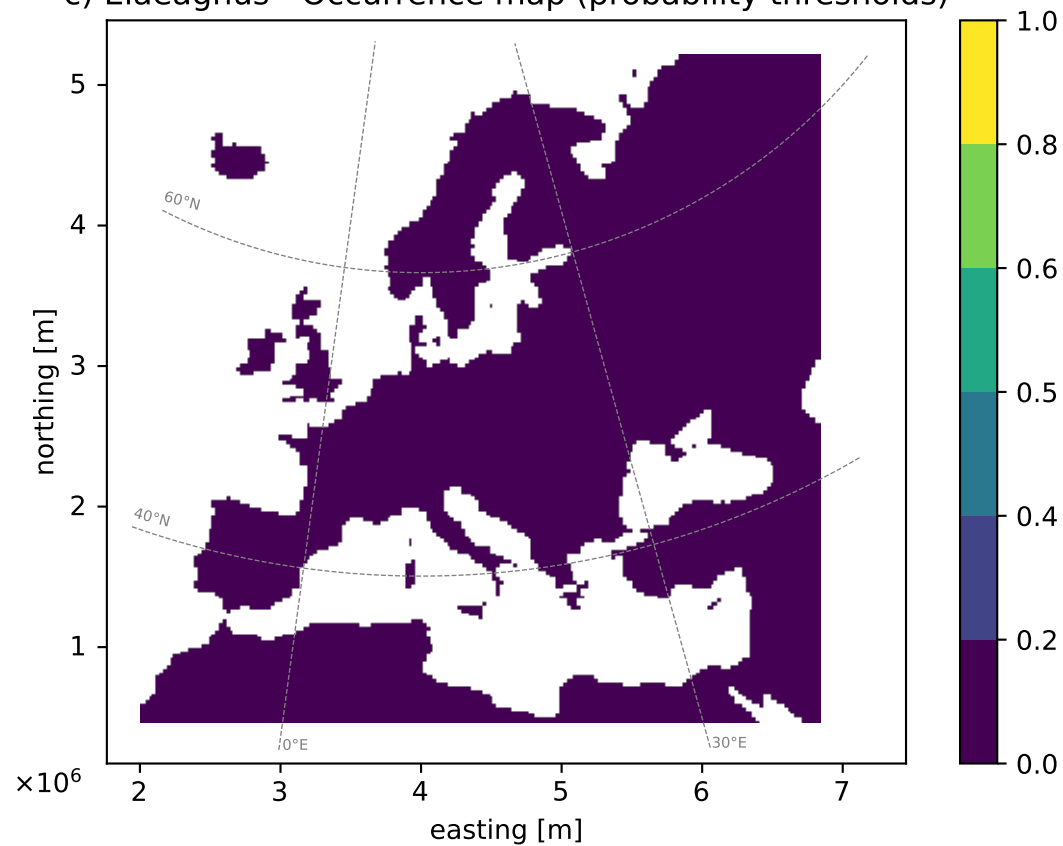 c) Elaeagnus - Occurrence map (probability thresholds)
1.0
0.8
0.6
0.5
0.4
0.2
0.0
5
4
3
2
1
northing [m]
60°N
40°N
0°E
30°E
×10⁶
2 3 4 5 6 7
easting [m]